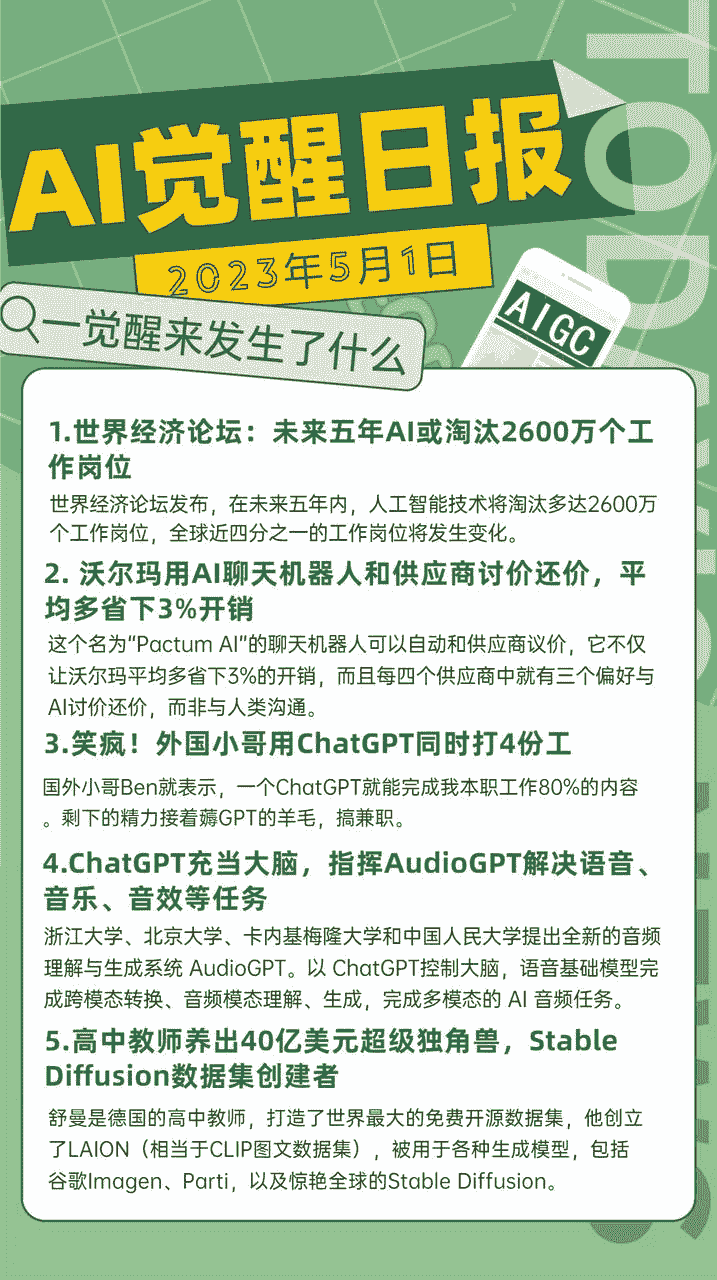 AI觉醒日报
2023年5月1日
一觉醒来发生了什么
AIGC
1.世界经济论坛：未来五年AI或淘汰2600万个工
作岗位
世界经济论坛发布，在未来五年内，人工智能技术将淘汰多达2600万
个工作岗位，全球近四分之一的工作岗位将发生变化。
2. 沃尔玛用AI聊天机器人和供应商讨价还价，平
均多省下3%开销
这个名为“Pactum AI”的聊天机器人可以自动和供应商议价，它不仅
让沃尔玛平均多省下3%的开销，而且每四个供应商中就有三个偏好与
AI讨价还价，而非与人类沟通。
3.笑疯！外国小哥用ChatGPT同时打4份工
国外小哥Ben就表示，一个ChatGPT就能完成我本职工作80%的内容
。剩下的精力接着薅GPT的羊毛，搞兼职。
4.ChatGPT充当大脑，指挥AudioGPT解决语音、
音乐、音效等任务
浙江大学、北京大学、卡内基梅隆大学和中国人民大学提出全新的音频
理解与生成系统 AudioGPT。以 ChatGPT控制大脑，语音基础模型完
成跨模态转换、音频模态理解、生成，完成多模态的 AI 音频任务。
5.高中教师养出40亿美元超级独角兽，Stable
Diffusion数据集创建者
舒曼是德国的高中教师，打造了世界最大的免费开源数据集，他创立
了LAION（相当于CLIP图文数据集），被用于各种生成模型，包括
谷歌Imagen、Parti，以及惊艳全球的Stable Diffusion。